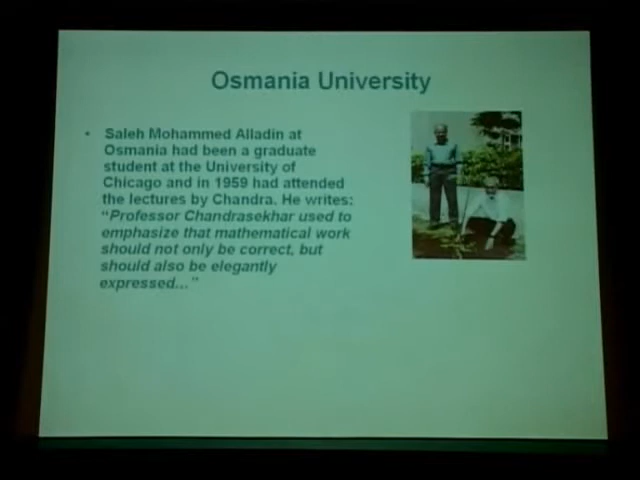 Osmania University
• Saleh Mohammed Alladin at
Osmania had been a graduate
student at the University of
Chicago and in 1959 had attended
the lectures by Chandra. He writes:
“Professor Chandrasekhar used to
emphasize that mathematical work
should not only be correct, but
should also be elegantly
expressed…”